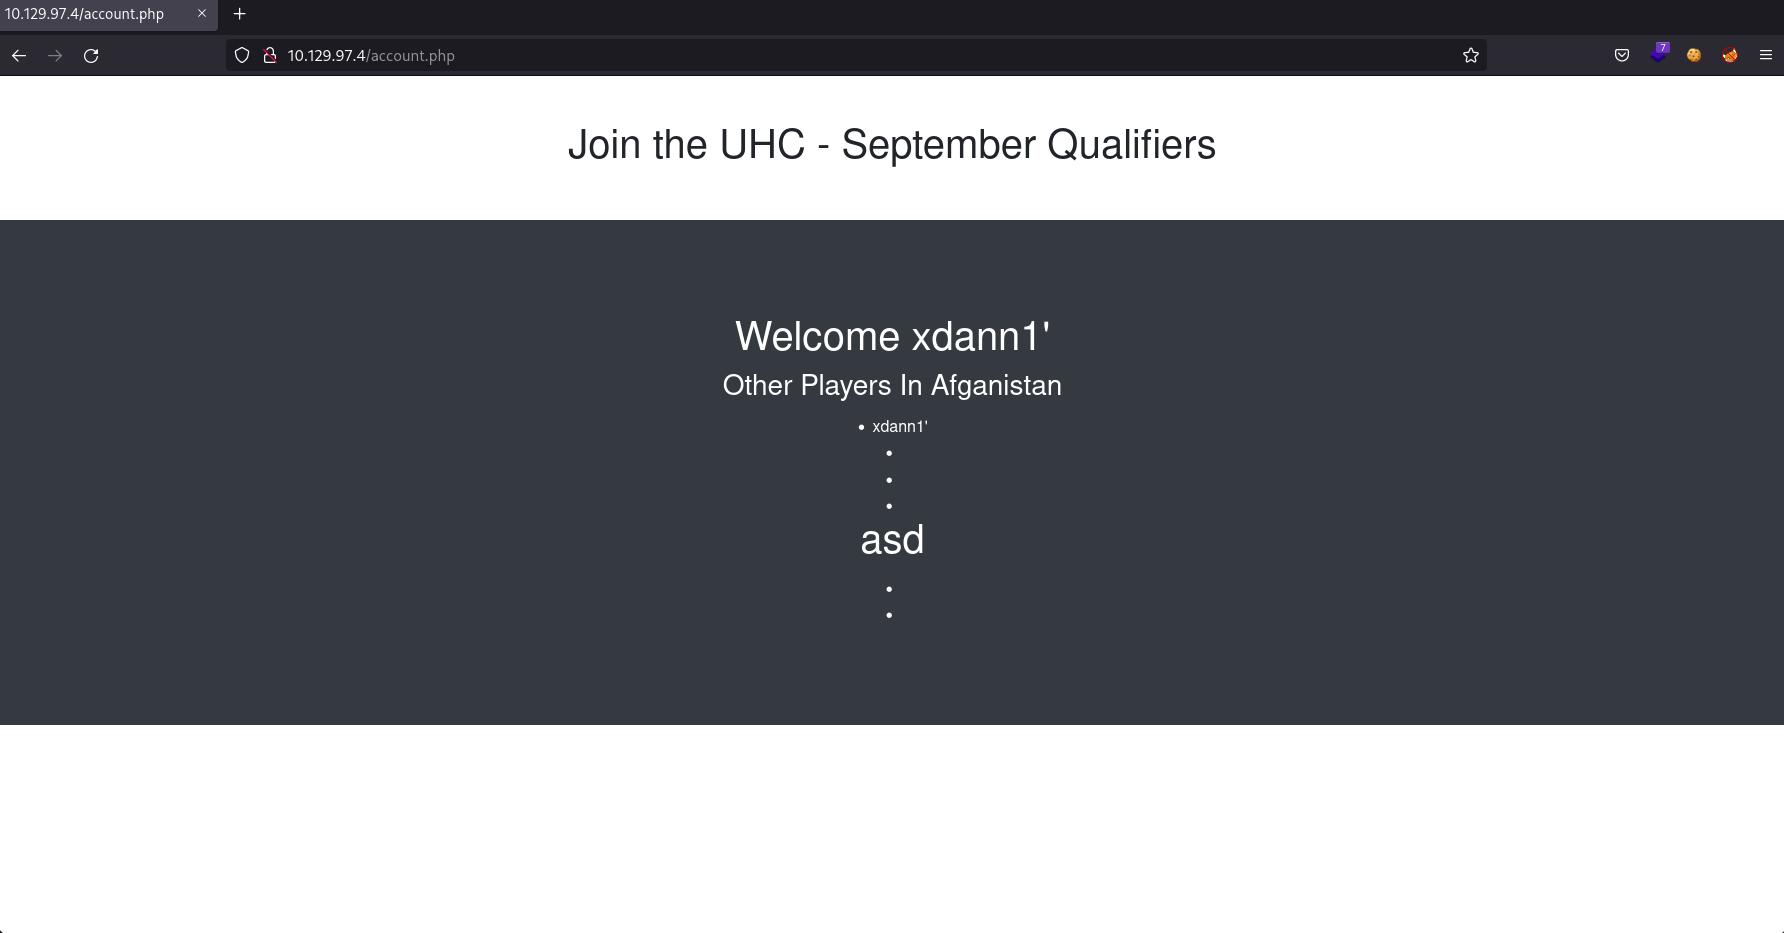 10.129.97.4/account.php
10.129.97.4/account.php
7
Join the UHC - September Qualifiers
Welcome xdann1'
Other Players In Afganistan
• xdann1'
•
•
•
asd
•
•